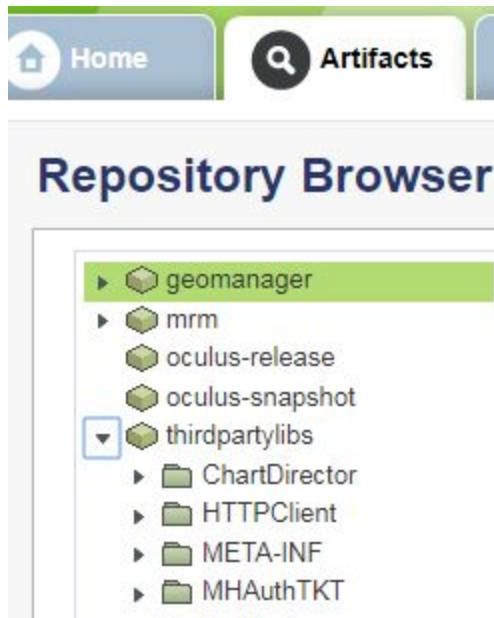 Home Artifacts
Repository Browser
geomanager
mrm
oculus-release
oculus-snapshot
thirdpartylibs
ChartDirector
HTTPClient
META-INF
MHAuthTKT